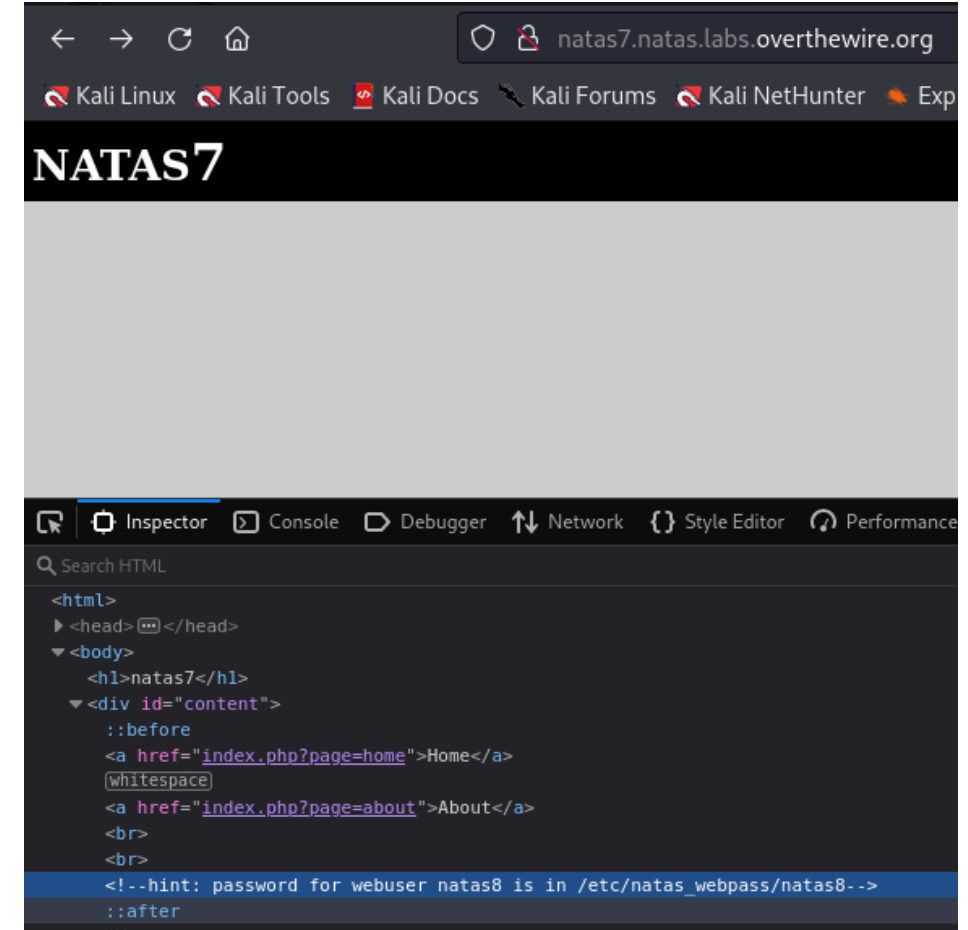 natas7.natas.labs.overthewire.org
Kali Linux Kali Tools Kali Docs Kali Forums Kali NetHunter Exp
NATAS7
Inspector Console Debugger Network Style Editor Performance
Search HTML
<html>
<head></head>
<body>
<h1>natas7</h1>
<div id="content">
::before
<a href="index.php?page=home">Home</a>
whitespace
<a href="index.php?page=about">About</a>
<br>
<br>
<!--hint: password for webuser natas8 is in /etc/natas_webpass/natas8-->
::after